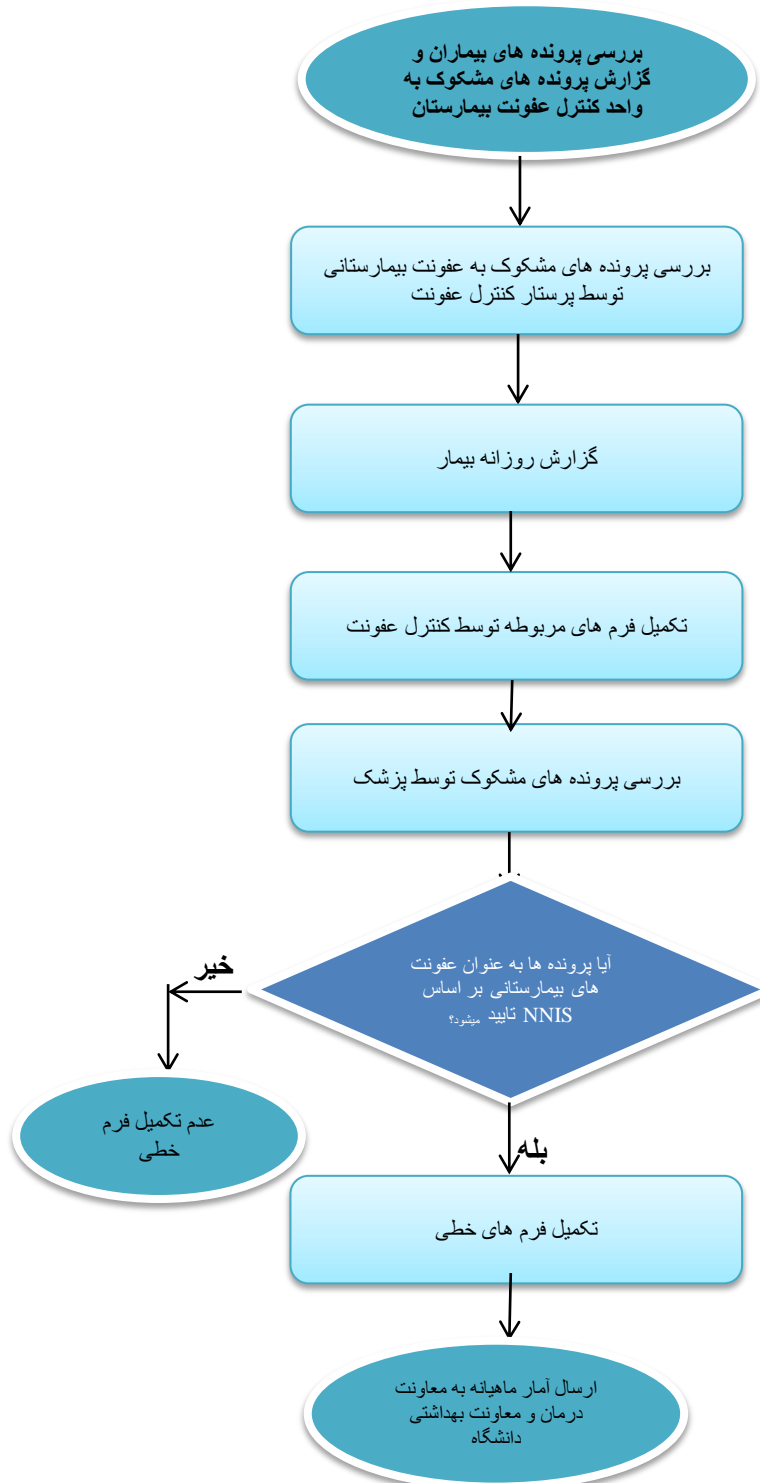 بررسی پرونده های بیماران و
گزارش پرونده های مشکوک به
واحد کنترل عفونت بیمارستان
بررسی پرونده های مشکوک به عفونت بیمارستانی
توسط پرستار کنترل عفونت
گزارش روزانه بیمار
تکمیل فرم های مربوطه توسط کنترل عفونت
بررسی پرونده های مشکوک توسط پزشک
آیا پرونده ها به عنوان عفونت
های بیمارستانی بر اساس
NNIS تایید میشود؟
خیر
عدم تکمیل فرم
خطی
بله
تکمیل فرم های خطی
ارسال آمار ماهیانه به معاونت
درمان و معاونت بهداشتی
دانشگاه